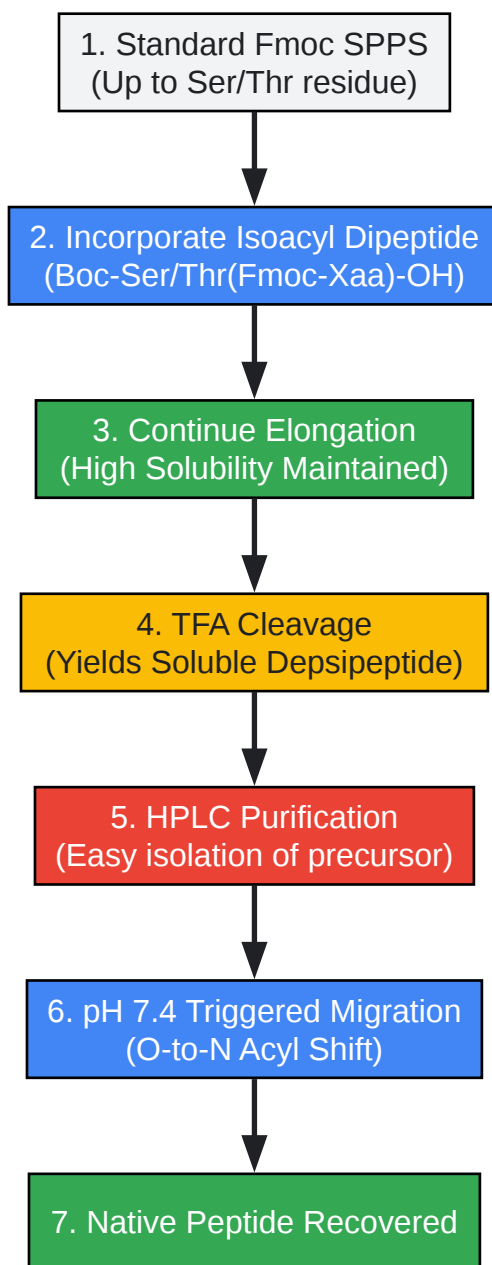 1. Standard Fmoc SPPS
(Up to Ser/Thr residue)
2. Incorporate Isoacyl Dipeptide
(Boc-Ser/Thr(Fmoc-Xaa)-OH)
3. Continue Elongation
(High Solubility Maintained)
4. TFA Cleavage
(Yields Soluble Depsipeptide)
5. HPLC Purification
(Easy isolation of precursor)
6. pH 7.4 Triggered Migration
(O-to-N Acyl Shift)
7. Native Peptide Recovered